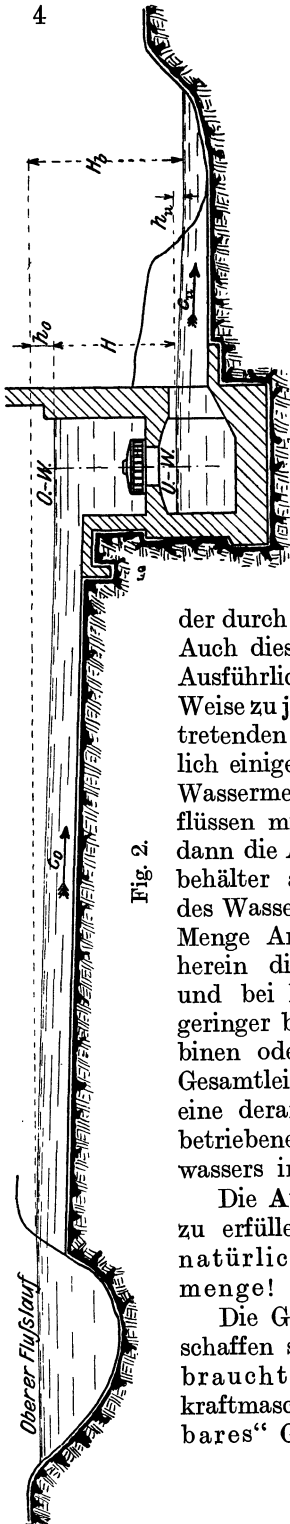 4
Oberer Flußlauf
c₀
h₀
O.-W.
H
H_b
h_u
c_u
U.-W.
Fig. 2.
der durch
Auch dies
Ausführlic
Weise zu j
tretenden
lich einige
Wasserme
flüssen m
dann die A
behälter a
des Wasse
Menge An
herein di
und bei
geringer b
binen ode
Gesamtlei
eine derar
betriebene
wassers in
Die A
zu erfülle
natürlic
menge!
Die G
schaffen s
braucht
kraftmasc
bares“ G